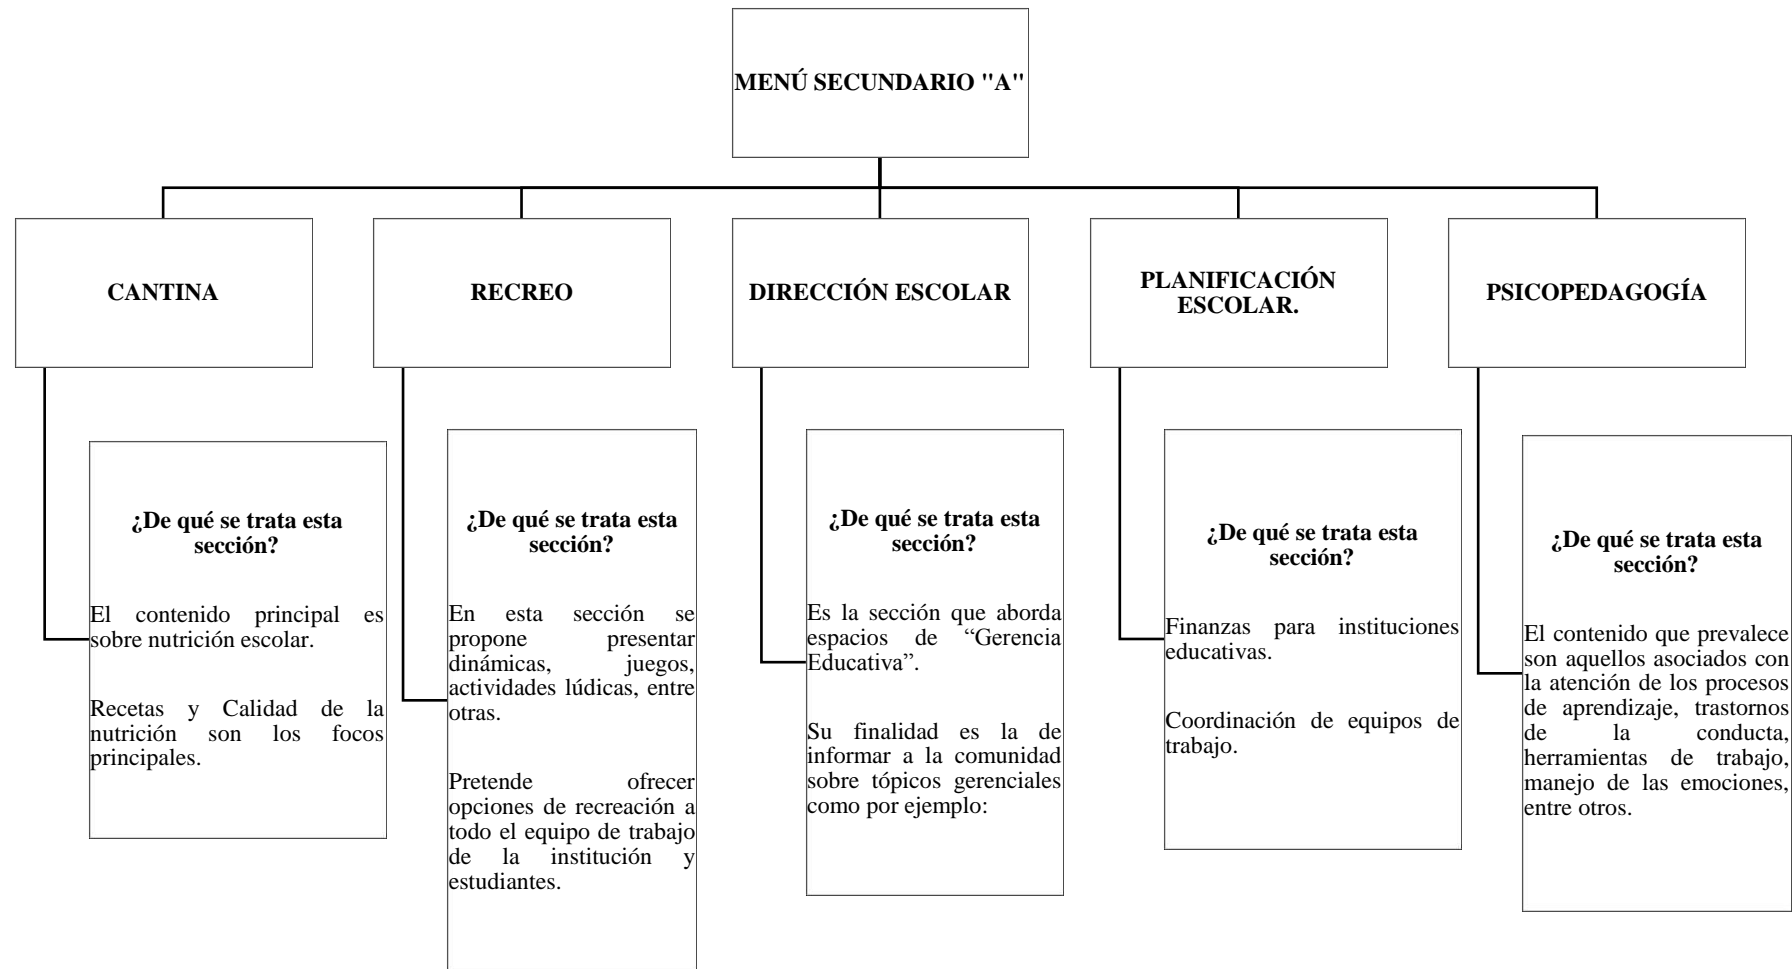 MENÚ SECUNDARIO "A"
CANTINA
RECREO
DIRECCIÓN ESCOLAR
PLANIFICACIÓN
ESCOLAR.
PSICOPEDAGOGÍA
¿De qué se trata esta
sección?
El contenido principal es
sobre nutrición escolar.
Recetas y Calidad de la
nutrición son los focos
principales.
¿De qué se trata esta
sección?
En esta sección se
propone presentar
dinámicas, juegos,
actividades lúdicas, entre
otras.
Pretende ofrecer
opciones de recreación a
todo el equipo de trabajo
de la institución y
estudiantes.
¿De qué se trata esta
sección?
Es la sección que aborda
espacios de “Gerencia
Educativa”.
Su finalidad es la de
informar a la comunidad
sobre tópicos gerenciales
como por ejemplo:
¿De qué se trata esta
sección?
Finanzas para instituciones
educativas.
Coordinación de equipos de
trabajo.
¿De qué se trata esta
sección?
El contenido que prevalece
son aquellos asociados con
la atención de los procesos
de aprendizaje, trastornos
de la conducta,
herramientas de trabajo,
manejo de las emociones,
entre otros.